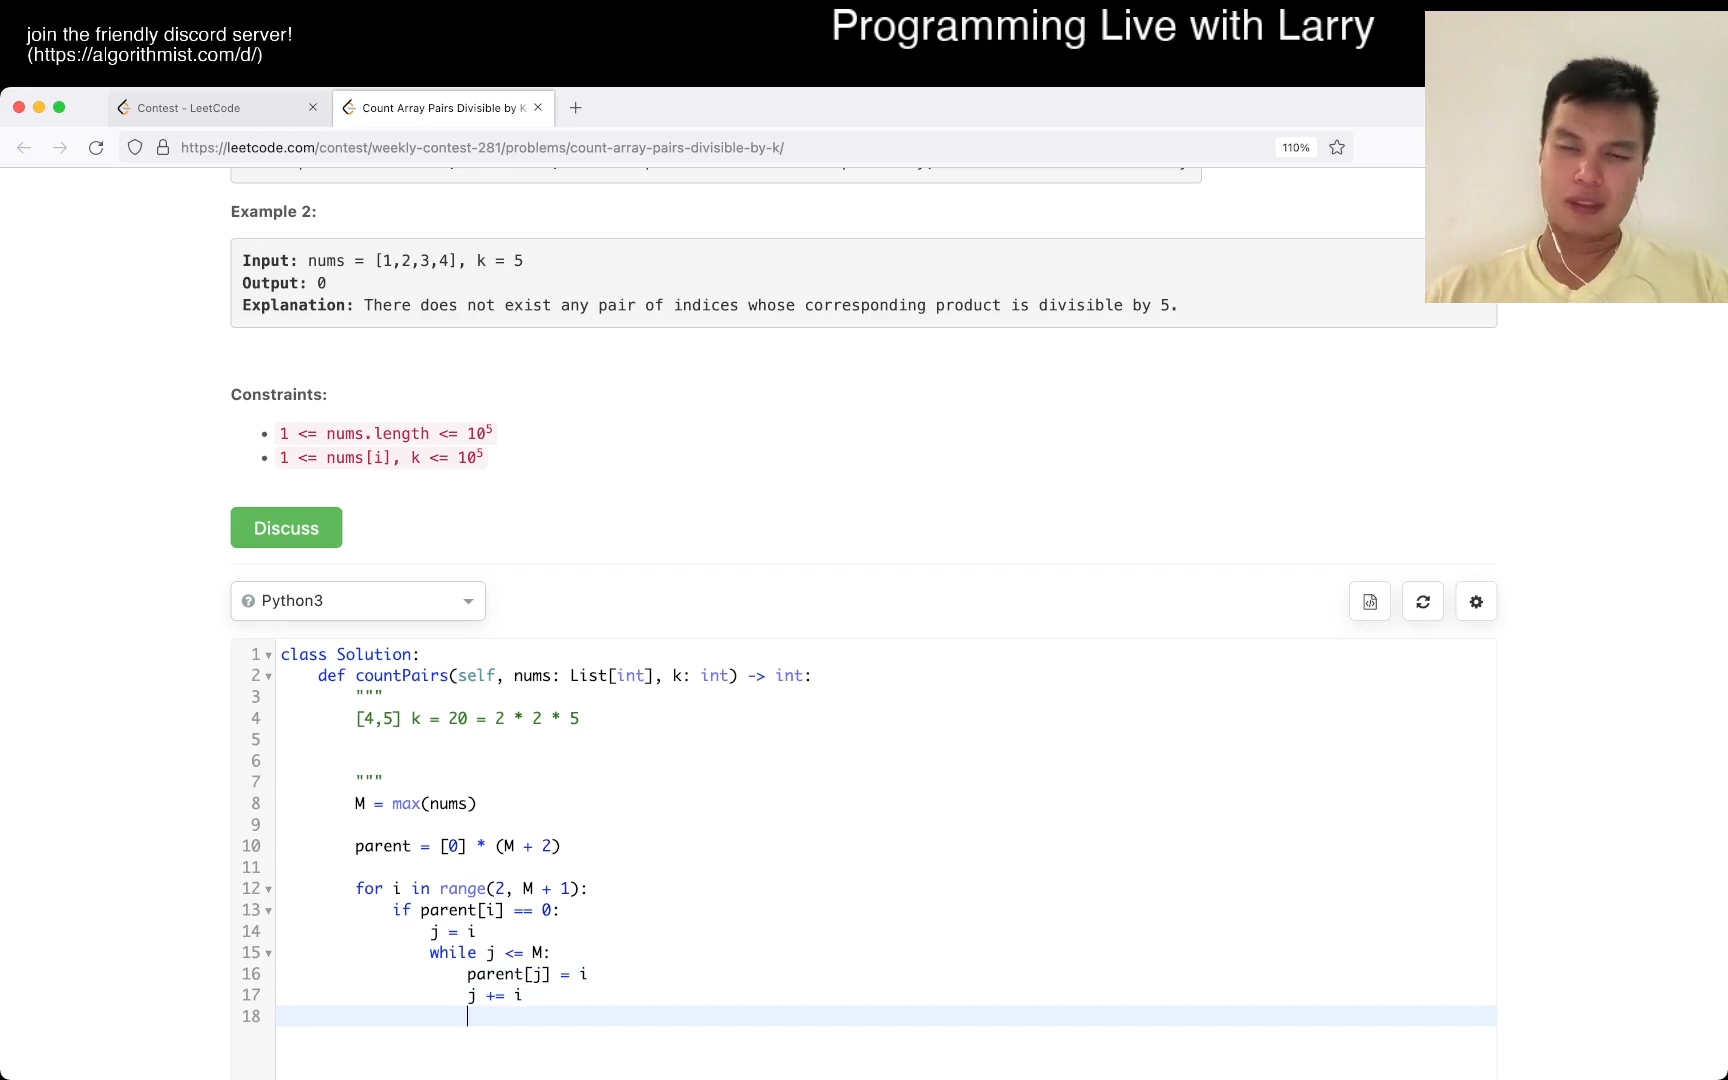 join the friendly discord server!
(https://algorithmist.com/d/)
Programming Live with Larry
Contest - LeetCode
Count Array Pairs Divisible by K
https://leetcode.com/contest/weekly-contest-281/problems/count-array-pairs-divisible-by-k/
110%
Example 2:
Input: nums = [1,2,3,4], k = 5
Output: 0
Explanation: There does not exist any pair of indices whose corresponding product is divisible by 5.
Constraints:
1 <= nums.length <= 10⁵
1 <= nums[i], k <= 10⁵
Discuss
Python3
1 class Solution:
2 def countPairs(self, nums: List[int], k: int) -> int:
3 """
4 [4,5] k = 20 = 2 * 2 * 5
5
6
7 """
8 M = max(nums)
9
10 parent = [0] * (M + 2)
11
12 for i in range(2, M + 1):
13 if parent[i] == 0:
14 j = i
15 while j <= M:
16 parent[j] = i
17 j += i
18